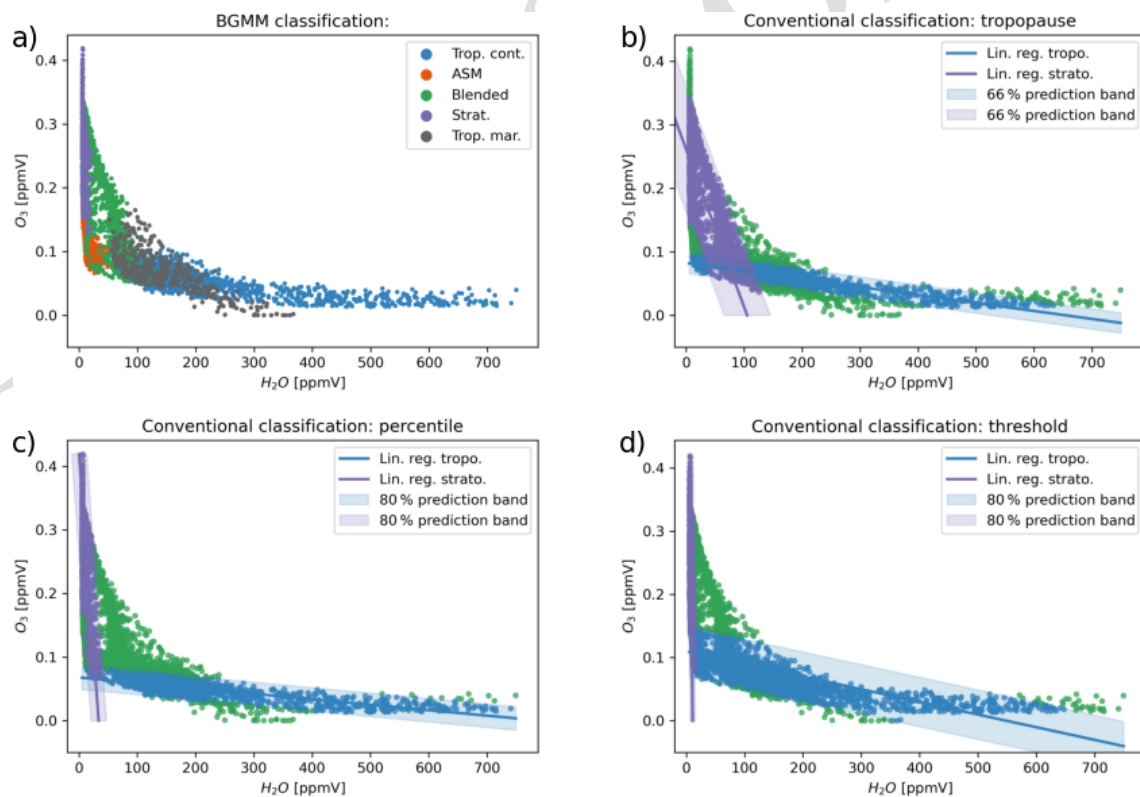 BGMM classification:
a)
0.4
0.3
0.2
0.1
0.0
O3 [ppmV]
0 100 200 300 400 500 600 700
H2O [ppmV]
Trop. cont.
ASM
Blended
Strat.
Trop. mar.
Conventional classification: tropopause
b)
0.4
0.3
0.2
0.1
0.0
O3 [ppmV]
0 100 200 300 400 500 600 700
H2O [ppmV]
Lin. reg. tropo.
Lin. reg. strato.
66 % prediction band
66 % prediction band
Conventional classification: percentile
c)
0.4
0.3
0.2
0.1
0.0
O3 [ppmV]
0 100 200 300 400 500 600 700
H2O [ppmV]
Lin. reg. tropo.
Lin. reg. strato.
80 % prediction band
80 % prediction band
Conventional classification: threshold
d)
0.4
0.3
0.2
0.1
0.0
O3 [ppmV]
0 100 200 300 400 500 600 700
H2O [ppmV]
Lin. reg. tropo.
Lin. reg. strato.
80 % prediction band
80 % prediction band